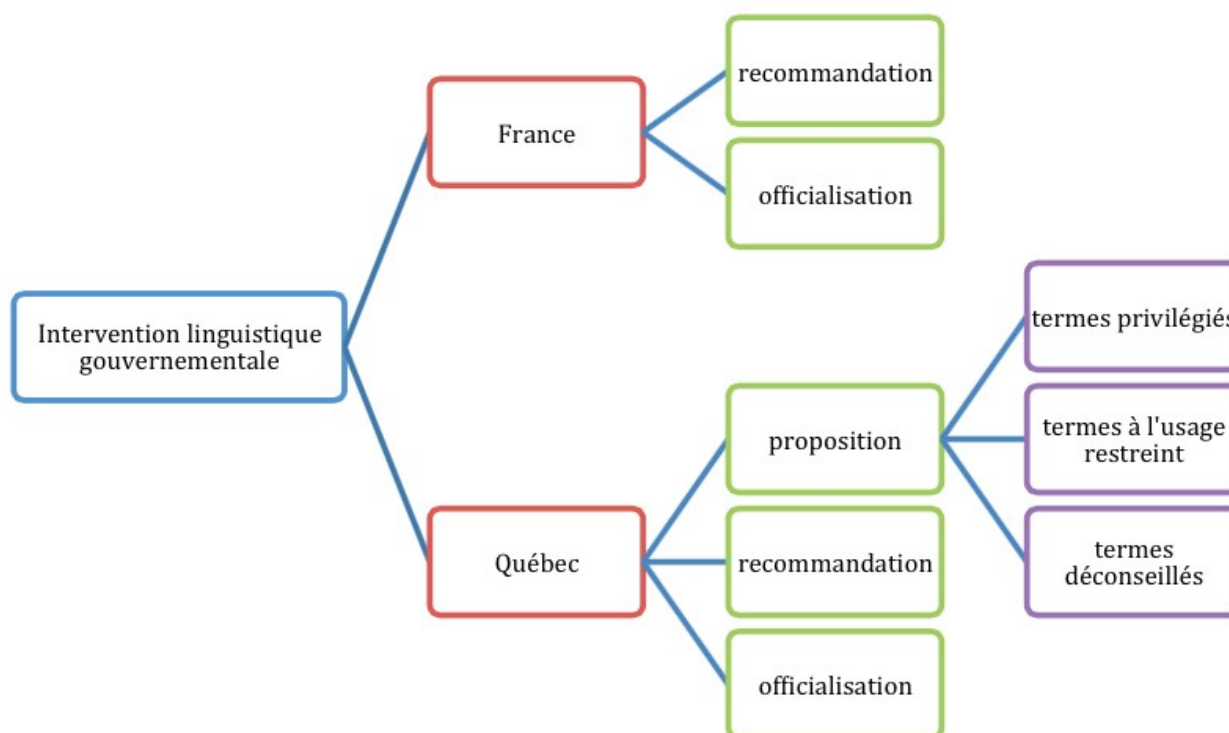 Intervention linguistique
gouvernementale
France
recommandation
officialisation
Québec
proposition
termes privilégiés
termes à l'usage
restreint
termes
déconseillés
recommandation
officialisation